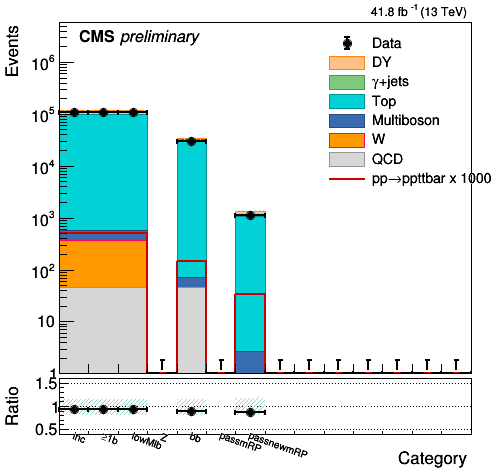 41.8 fb⁻¹ (13 TeV)
CMS preliminary
Events
10⁶
10⁵
10⁴
10³
10²
10
1
Data
DY
γ+jets
Top
Multiboson
W
QCD
pp→ppttbar x 1000
Ratio
1.5
1
0.5
inc
≥1b
lowMlb
Z
bb
passmRP
passnewmRP
Category